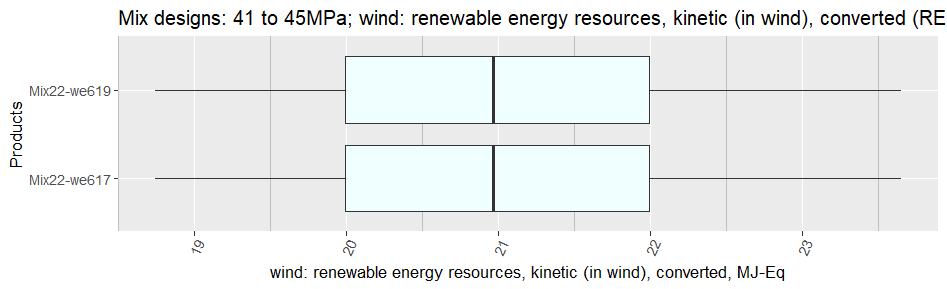 Mix designs: 41 to 45MPa; wind: renewable energy resources, kinetic (in wind), converted (RE
Products
Mix22-we619
Mix22-we617
19 20 21 22 23
wind: renewable energy resources, kinetic (in wind), converted, MJ-Eq